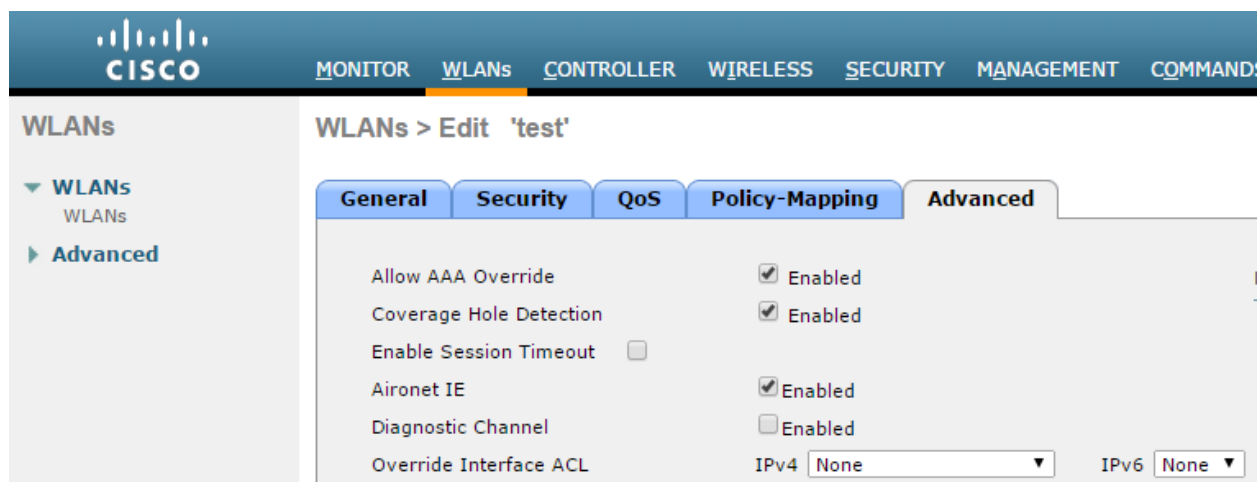 CISCO
MONITOR WLANs CONTROLLER WIRELESS SECURITY MANAGEMENT COMMANDS
WLANs
WLANs > Edit 'test'
WLANs
WLANs
Advanced
General Security QoS Policy-Mapping Advanced
Allow AAA Override Enabled
Coverage Hole Detection Enabled
Enable Session Timeout
Aironet IE Enabled
Diagnostic Channel Enabled
Override Interface ACL IPv4 None IPv6 None